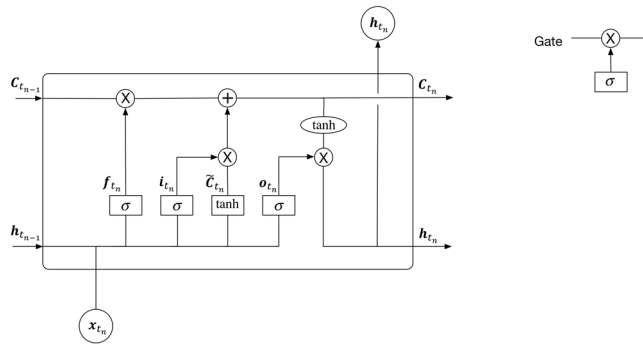 h_{t_n}
Gate
X
σ
C_{t_{n-1}}
X
+
C_{t_n}
tanh
X
X
f_{t_n}
i_{t_n}
C̃_{t_n}
o_{t_n}
σ
σ
tanh
σ
h_{t_{n-1}}
h_{t_n}
x_{t_n}